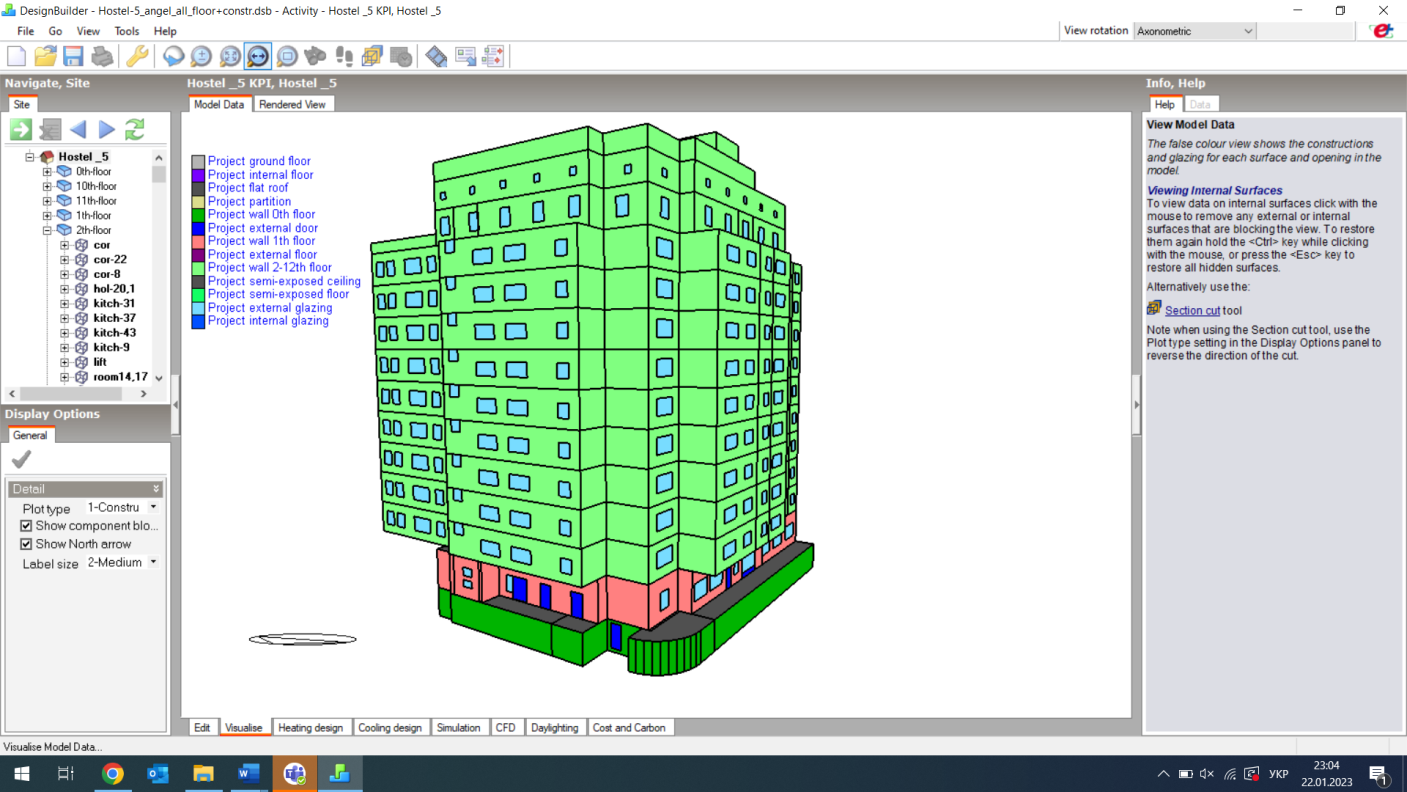 DesignBuilder - Hostel-5_angel_all_floor+constr.dsb - Activity - Hostel _5 KPI, Hostel _5
File Go View Tools Help
View rotation Axonometric
Navigate, Site
Site
Hostel _5
0th-floor
10th-floor
11th-floor
1th-floor
2th-floor
cor
cor-22
cor-8
hol-20,1
kitch-31
kitch-37
kitch-43
kitch-9
lift
room14,17
Display Options
General
Detail
Plot type 1-Constru
Show component blo...
Show North arrow
Label size 2-Medium
Hostel _5 KPI, Hostel _5
Model Data Rendered View
Project ground floor
Project internal floor
Project flat roof
Project partition
Project wall 0th floor
Project external door
Project wall 1th floor
Project external floor
Project wall 2-12th floor
Project semi-exposed ceiling
Project semi-exposed floor
Project external glazing
Project internal glazing
Edit Visualise Heating design Cooling design Simulation CFD Daylighting Cost and Carbon
Info, Help
Help Data
View Model Data
The false colour view shows the constructions
and glazing for each surface and opening in the
model.
Viewing Internal Surfaces
To view data on internal surfaces click with the
mouse to remove any external or internal
surfaces that are blocking the view. To restore
them again hold the <Ctrl> key while clicking
with the mouse, or press the <Esc> key to
restore all hidden surfaces.
Alternatively use the:
Section cut tool
Note when using the Section cut tool, use the
Plot type setting in the Display Options panel to
reverse the direction of the cut.
Visualise Model Data...
УКР
23:04
22.01.2023
1